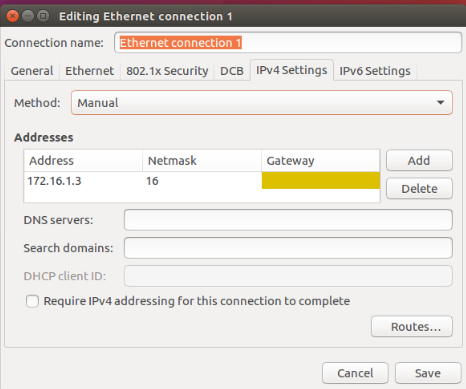 Editing Ethernet connection 1
Connection name: Ethernet connection 1
General Ethernet 802.1x Security DCB IPv4 Settings IPv6 Settings
Method: Manual
Addresses
Address Netmask Gateway Add
172.16.1.3 16
Delete
DNS servers:
Search domains:
DHCP client ID:
Require IPv4 addressing for this connection to complete
Routes...
Cancel Save